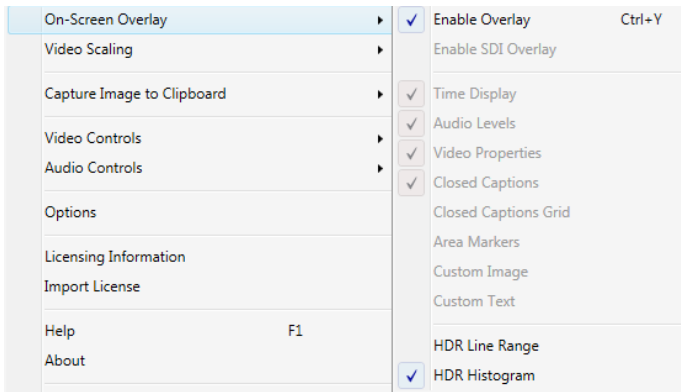 On-Screen Overlay
Video Scaling
Capture Image to Clipboard
Video Controls
Audio Controls
Options
Licensing Information
Import License
Help F1
About
Enable Overlay Ctrl+Y
Enable SDI Overlay
Time Display
Audio Levels
Video Properties
Closed Captions
Closed Captions Grid
Area Markers
Custom Image
Custom Text
HDR Line Range
HDR Histogram